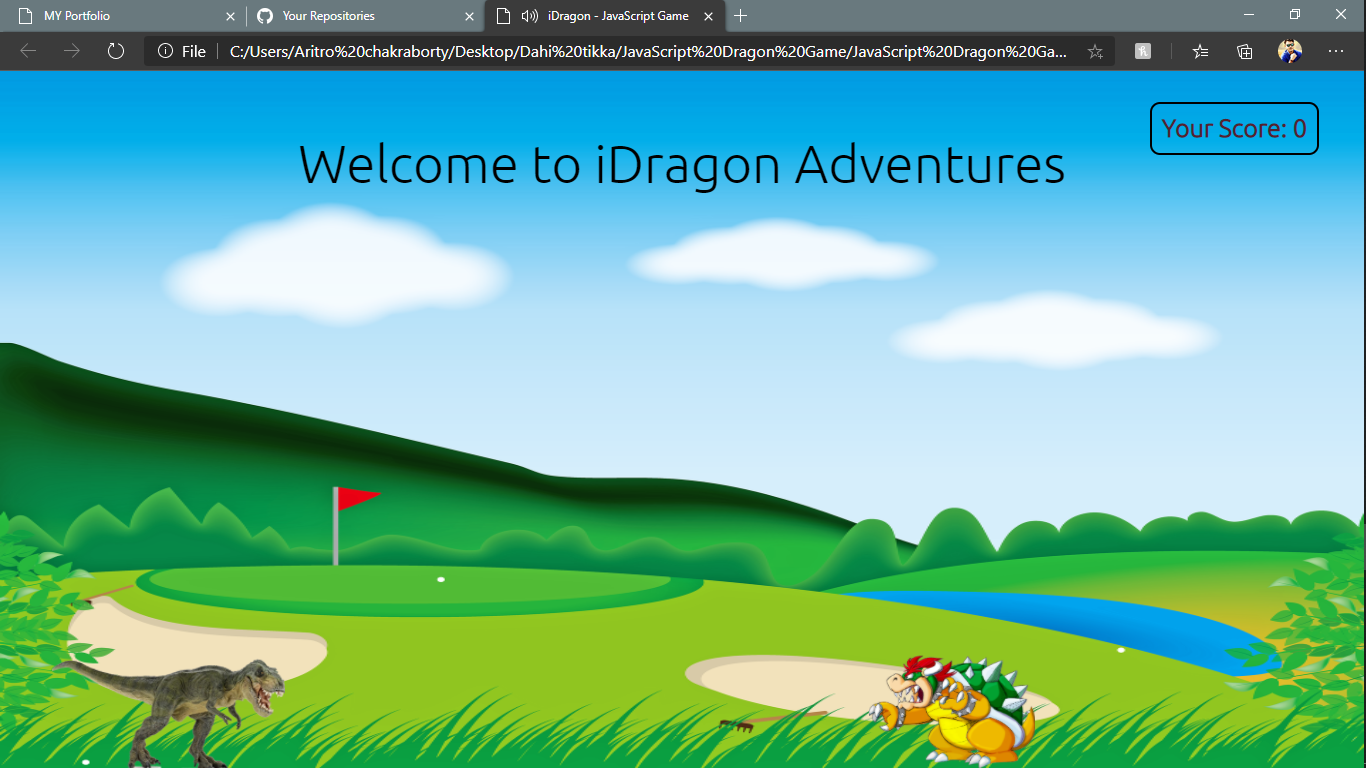 MY Portfolio
Your Repositories
iDragon - JavaScript Game
File
C:/Users/Aritro%20chakraborty/Desktop/Dahi%20tikka/JavaScript%20Dragon%20Game/JavaScript%20Dragon%20Ga...
Your Score: 0
Welcome to iDragon Adventures